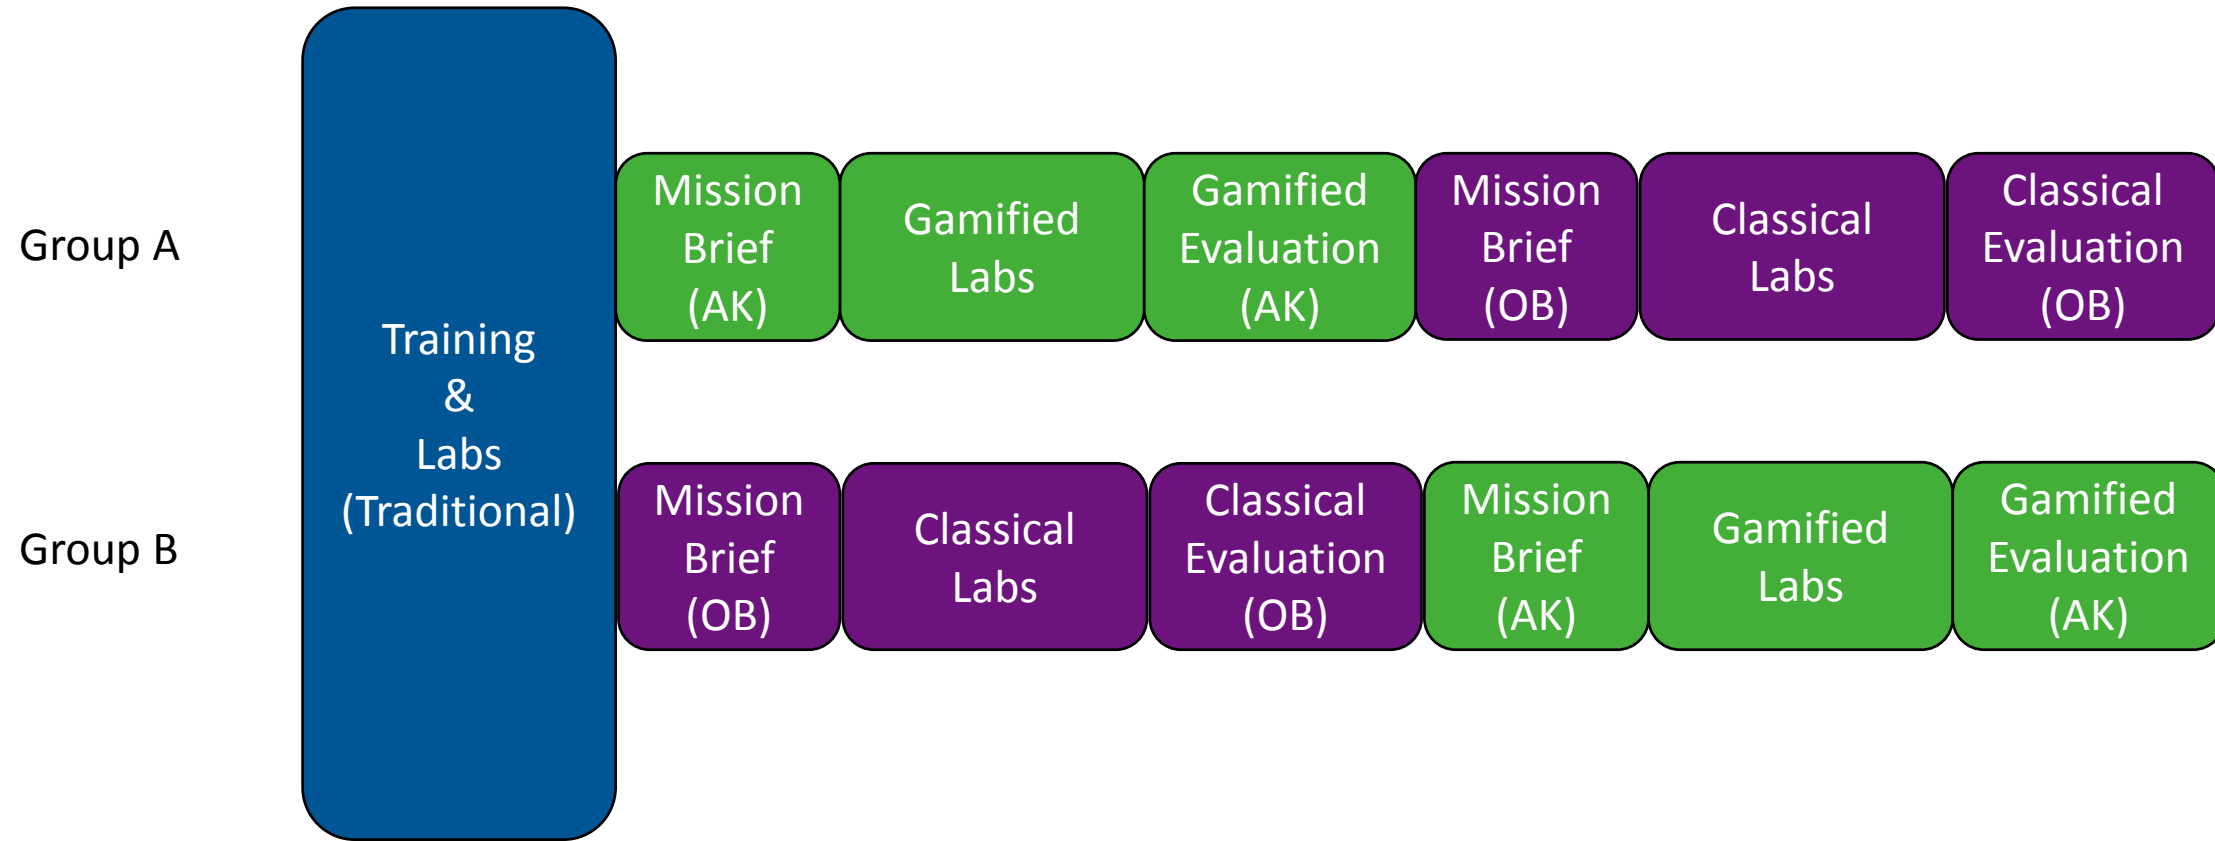 Group A
Training
&
Labs
(Traditional)
Mission
Brief
(AK)
Gamified
Labs
Gamified
Evaluation
(AK)
Mission
Brief
(OB)
Classical
Labs
Classical
Evaluation
(OB)
Group B
Mission
Brief
(OB)
Classical
Labs
Classical
Evaluation
(OB)
Mission
Brief
(AK)
Gamified
Labs
Gamified
Evaluation
(AK)